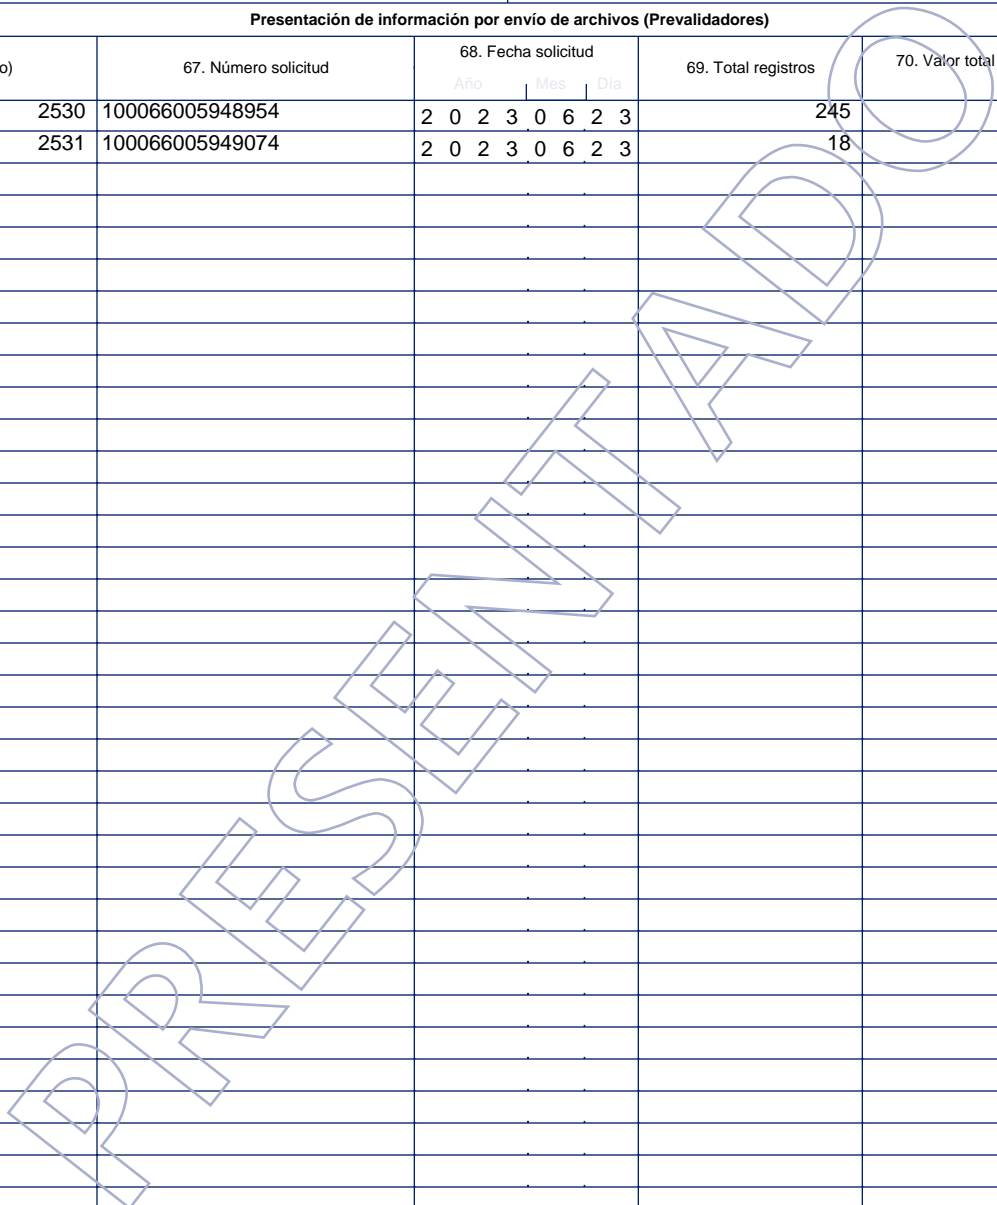 Presentación de información por envío de archivos (Prevalidadores)
o) 67. Número solicitud 68. Fecha solicitud 69. Total registros 70. Valor total
Año Mes Día
2530 100066005948954 2 0 2 3 0 6 2 3 245
2531 100066005949074 2 0 2 3 0 6 2 3 18
PRESENTADO